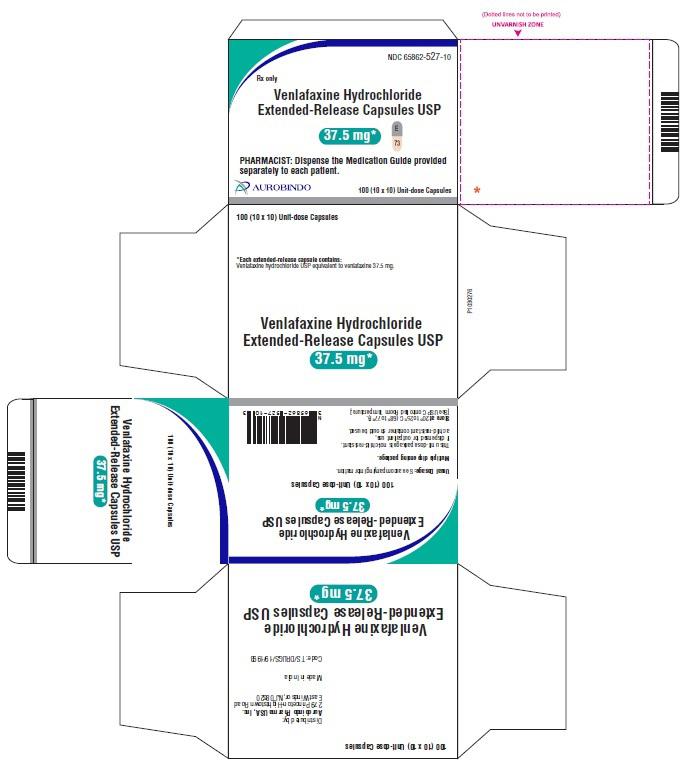 (Dotted lines not to be printed)
UNVARNISH ZONE
NDC 65862-527-10
Rx only
Venlafaxine Hydrochloride
Extended-Release Capsules USP
37.5 mg*
E
73
PHARMACIST: Dispense the Medication Guide provided
separately to each patient.
AUROBINDO
100 (10 x 10) Unit-dose Capsules
*
100 (10 x 10) Unit-dose Capsules
*Each extended-release capsule contains:
Venlafaxine hydrochloride USP equivalent to venlafaxine 37.5 mg.
Venlafaxine Hydrochloride
Extended-Release Capsules USP
37.5 mg*
P1030276
Venlafaxine Hydrochloride
Extended-Release Capsules USP
37.5 mg*
100 (10 x 10) Unit-dose Capsules
Venlafaxine Hydrochloride
Extended-Release Capsules USP
37.5 mg*
100 (10 x 10) Unit-dose Capsules
Usual Dosage: See accompanying information.
Multiple dispensing package.
This unit-dose package is not child resistant.
If dispensed for outpatient use,
a child-resistant container should be used.
Store at 20° to 25°C (68° to 77°F)
[See USP Controlled Room Temperature].
N
3
65862-527-10
3
100 (10 x 10) Unit-dose Capsules
Distributed by:
Aurobindo Pharma USA, Inc.
279 Princeton-Hightstown Road
East Windsor, NJ 08520
Made in India
Code: TS/DRUGS/19/1993
Venlafaxine Hydrochloride
Extended-Release Capsules USP
37.5 mg*